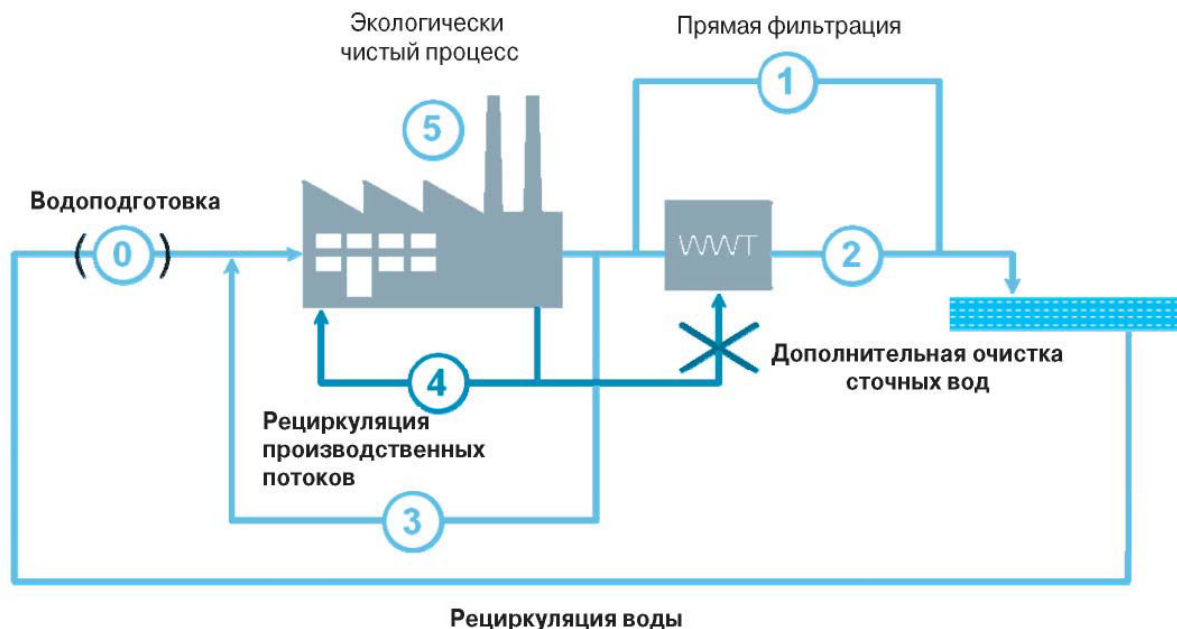 Экологически
чистый процесс
Прямая фильтрация
1
5
Водоподготовка
(0)
WWT
2
Дополнительная очистка
сточных вод
4
Рециркуляция
производственных
потоков
3
Рециркуляция воды